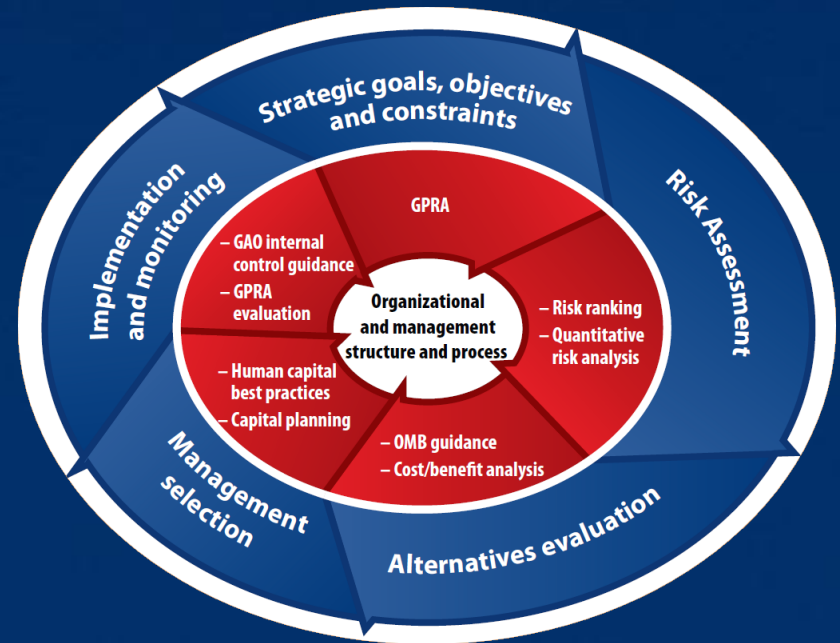 Strategic goals, objectives
and constraints
Risk Assessment
Alternatives evaluation
Management
selection
Implementation
and monitoring
GPRA
– Risk ranking
– Quantitative
risk analysis
– OMB guidance
– Cost/benefit analysis
– Human capital
best practices
– Capital planning
– GAO internal
control guidance
– GPRA
evaluation
Organizational
and management
structure and process